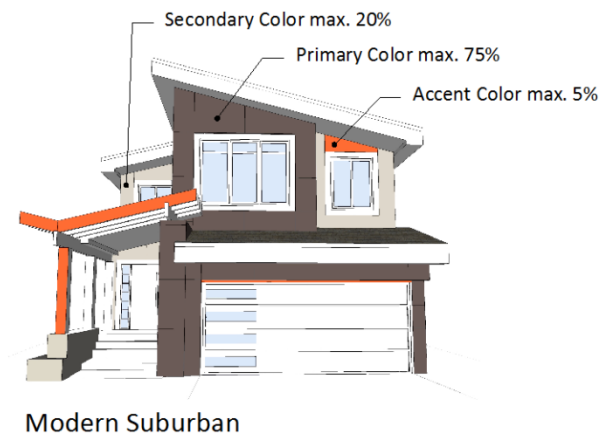 Secondary Color max. 20%
Primary Color max. 75%
Accent Color max. 5%
Modern Suburban